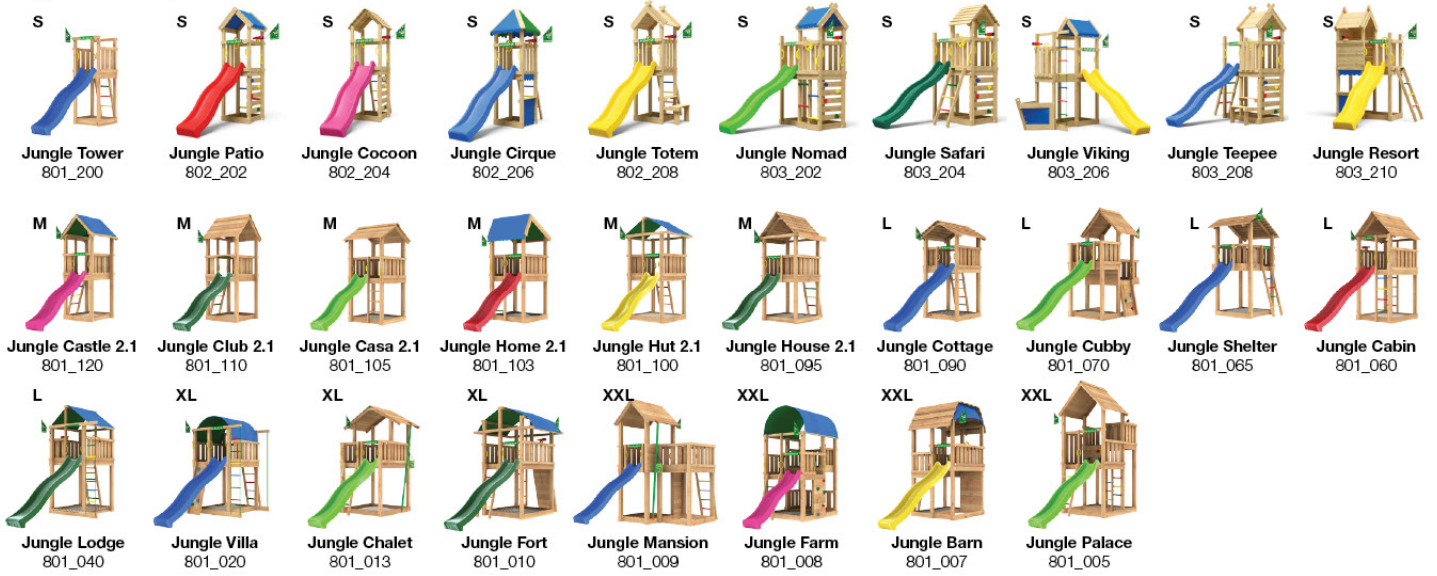 S S S S S S S S S S
Jungle Tower Jungle Patio Jungle Cocoon Jungle Cirque Jungle Totem Jungle Nomad Jungle Safari Jungle Viking Jungle Teepee Jungle Resort
801_200 802_202 802_204 802_206 802_208 803_202 803_204 803_206 803_208 803_210
M M M M M M L L L L
Jungle Castle 2.1 Jungle Club 2.1 Jungle Casa 2.1 Jungle Home 2.1 Jungle Hut 2.1 Jungle House 2.1 Jungle Cottage Jungle Cubby Jungle Shelter Jungle Cabin
801_120 801_110 801_105 801_103 801_100 801_095 801_090 801_070 801_065 801_060
L XL XL XL XXL XXL XXL XXL
Jungle Lodge Jungle Villa Jungle Chalet Jungle Fort Jungle Mansion Jungle Farm Jungle Barn Jungle Palace
801_040 801_020 801_013 801_010 801_009 801_008 801_007 801_005